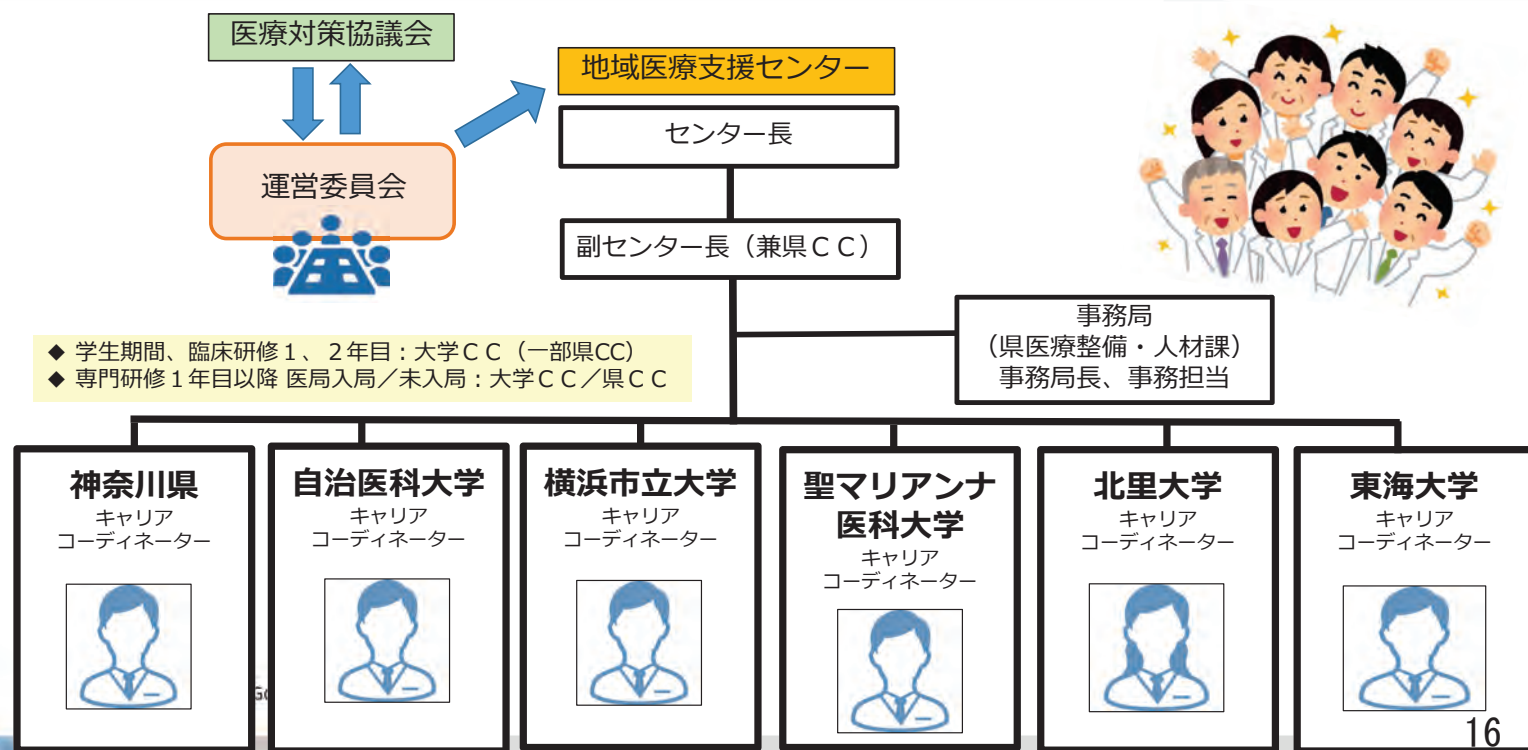 医療対策協議会
地域医療支援センター
センター長
運営委員会
副センター長（兼県ＣＣ）
事務局
（県医療整備・人材課）
事務局長、事務担当
◆ 学生期間、臨床研修１、２年目：大学ＣＣ（一部県CC）
◆ 専門研修１年目以降 医局入局／未入局：大学ＣＣ／県ＣＣ
神奈川県
キャリア
コーディネーター
自治医科大学
キャリア
コーディネーター
横浜市立大学
キャリア
コーディネーター
聖マリアンナ
医科大学
キャリア
コーディネーター
北里大学
キャリア
コーディネーター
東海大学
キャリア
コーディネーター
16